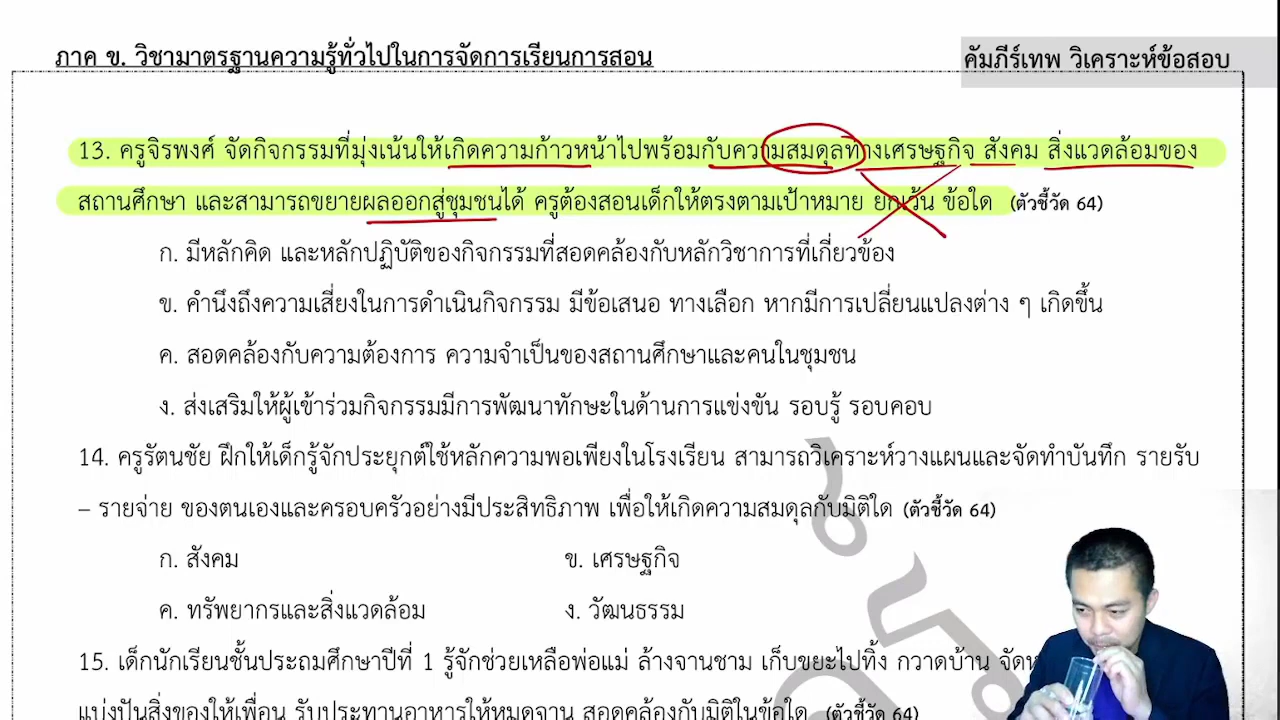 ภาค ข. วิชามาตรฐานความรู้ทั่วไปในการจัดการเรียนการสอน
คัมภีร์เทพ วิเคราะห์ข้อสอบ
13. ครูจิรพงศ์ จัดกิจกรรมที่มุ่งเน้นให้เกิดความก้าวหน้าไปพร้อมกับความสมดุลทางเศรษฐกิจ สังคม สิ่งแวดล้อมของ
สถานศึกษา และสามารถขยายผลออกสู่ชุมชนได้ ครูต้องสอนเด็กให้ตรงตามเป้าหมาย ยกเว้น ข้อใด (ตัวชี้วัด 64)
ก. มีหลักคิด และหลักปฏิบัติของกิจกรรมที่สอดคล้องกับหลักวิชาการที่เกี่ยวข้อง
ข. คำนึงถึงความเสี่ยงในการดำเนินกิจกรรม มีข้อเสนอ ทางเลือก หากมีการเปลี่ยนแปลงต่าง ๆ เกิดขึ้น
ค. สอดคล้องกับความต้องการ ความจำเป็นของสถานศึกษาและคนในชุมชน
ง. ส่งเสริมให้ผู้เข้าร่วมกิจกรรมมีการพัฒนาทักษะในด้านการแข่งขัน รอบรู้ รอบคอบ
14. ครูรัตนชัย ฝึกให้เด็กรู้จักประยุกต์ใช้หลักความพอเพียงในโรงเรียน สามารถวิเคราะห์วางแผนและจัดทำบันทึก รายรับ
– รายจ่าย ของตนเองและครอบครัวอย่างมีประสิทธิภาพ เพื่อให้เกิดความสมดุลกับมิติใด (ตัวชี้วัด 64)
ก. สังคม ข. เศรษฐกิจ
ค. ทรัพยากรและสิ่งแวดล้อม ง. วัฒนธรรม
15. เด็กนักเรียนชั้นประถมศึกษาปีที่ 1 รู้จักช่วยเหลือพ่อแม่ ล้างจานชาม เก็บขยะไปทิ้ง กวาดบ้าน
แบ่งปันสิ่งของให้เพื่อน รับประทานอาหารให้หมดจาน สอดคล้องกับมิติในข้อใด (ตัวชี้วัด 64)